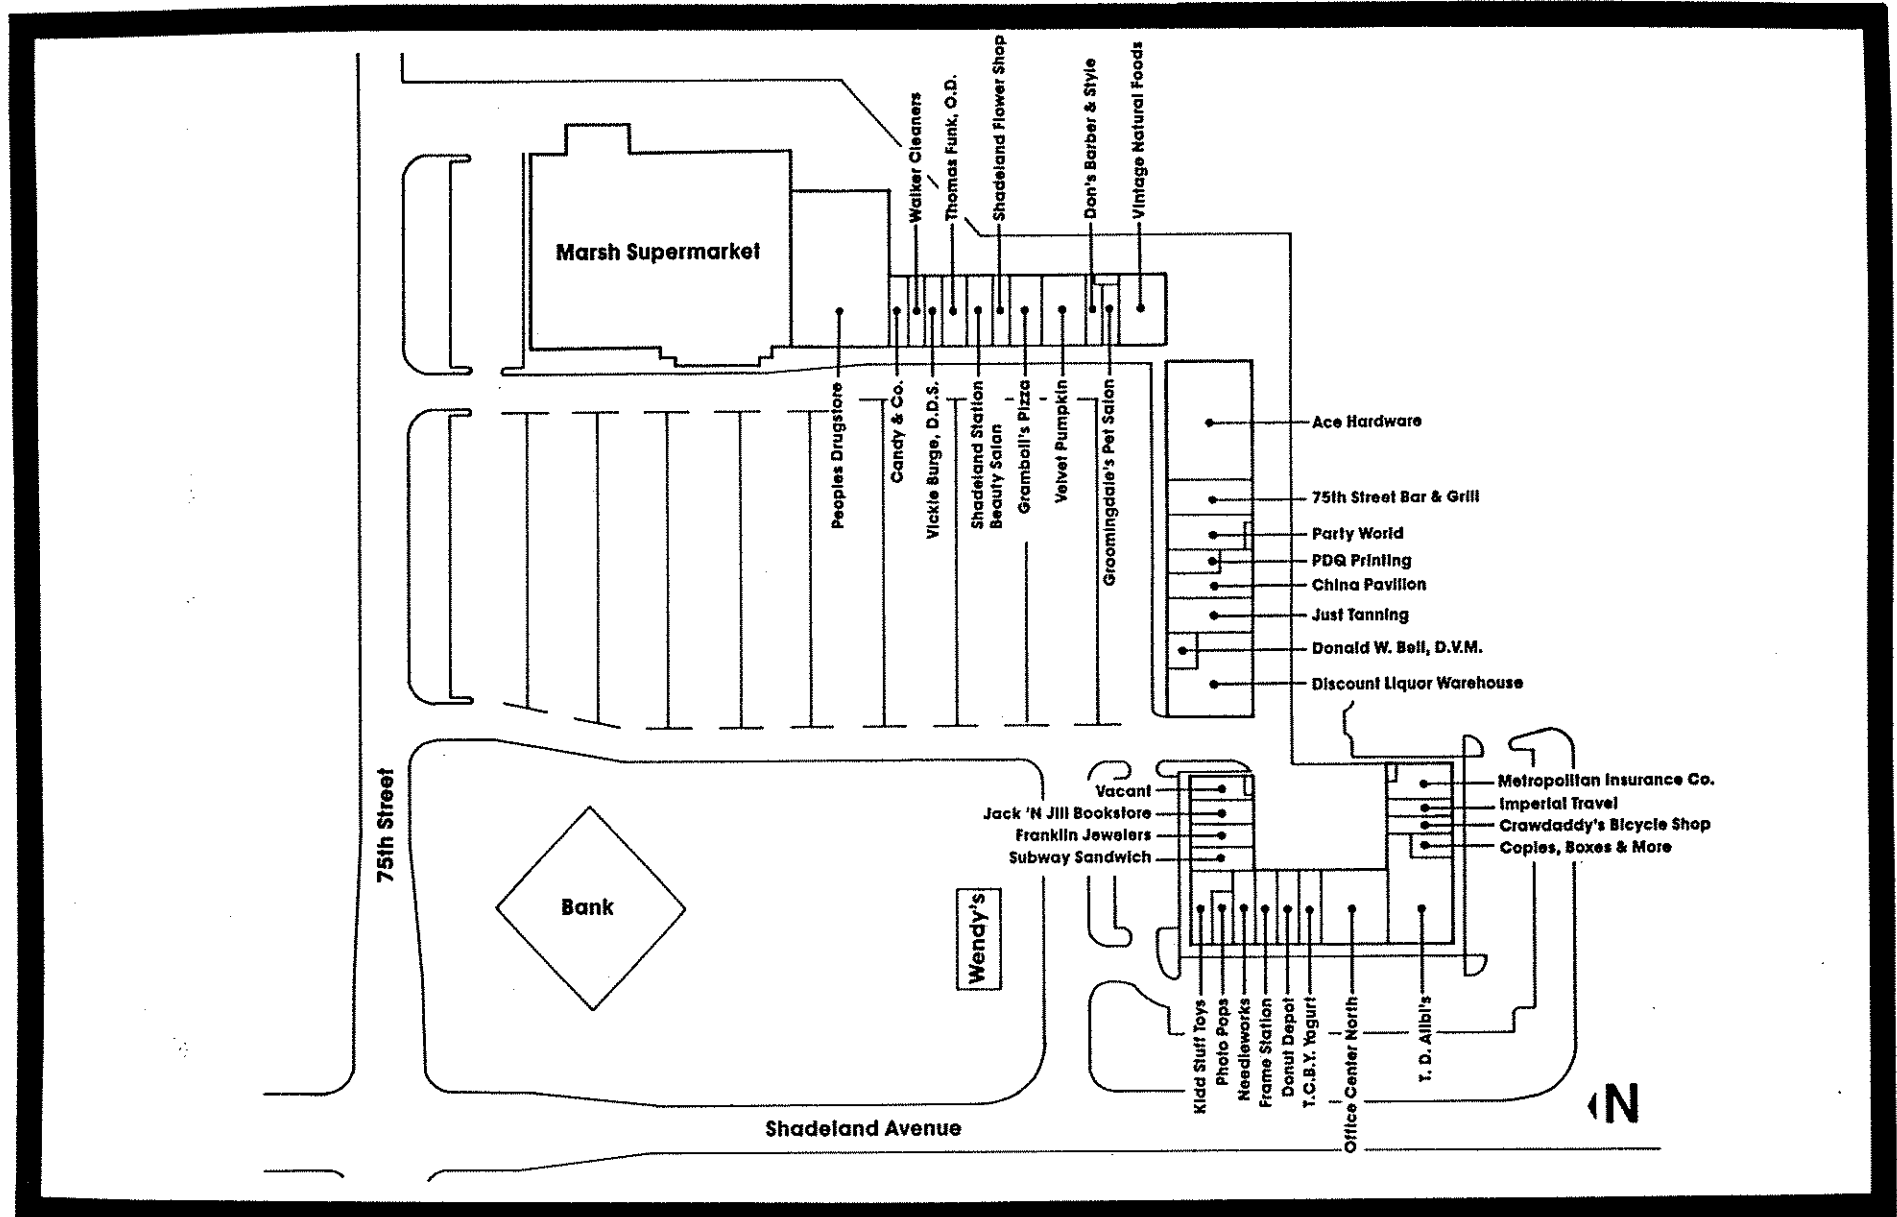 Walker Cleaners
Thomas Funk, O.D.
Shadeland Flower Shop
Don's Barber & Style
Vintage Natural Foods
Marsh Supermarket
Peoples Drugstore
Candy & Co.
Vickie Burge, D.D.S.
Shadeland Station
Beauty Salan
Gramboli's Pizza
Velvet Pumpkin
Groomingdale's Pet Salon
Ace Hardware
75th Street Bar & Grill
Party World
PDQ Printing
China Pavilion
Just Tanning
Donald W. Bell, D.V.M.
Discount Liquor Warehouse
75th Street
Bank
Wendy's
Vacant
Jack 'N Jill Bookstore
Franklin Jewelers
Subway Sandwich
Metropolitan Insurance Co.
Imperial Travel
Crawdaddy's Bicycle Shop
Copies, Boxes & More
Kidd Stuff Toys
Photo Pops
Needleworks
Frame Station
Donut Depot
T.C.B.Y. Yogurt
Office Center North
T. D. Alibi's
Shadeland Avenue
N